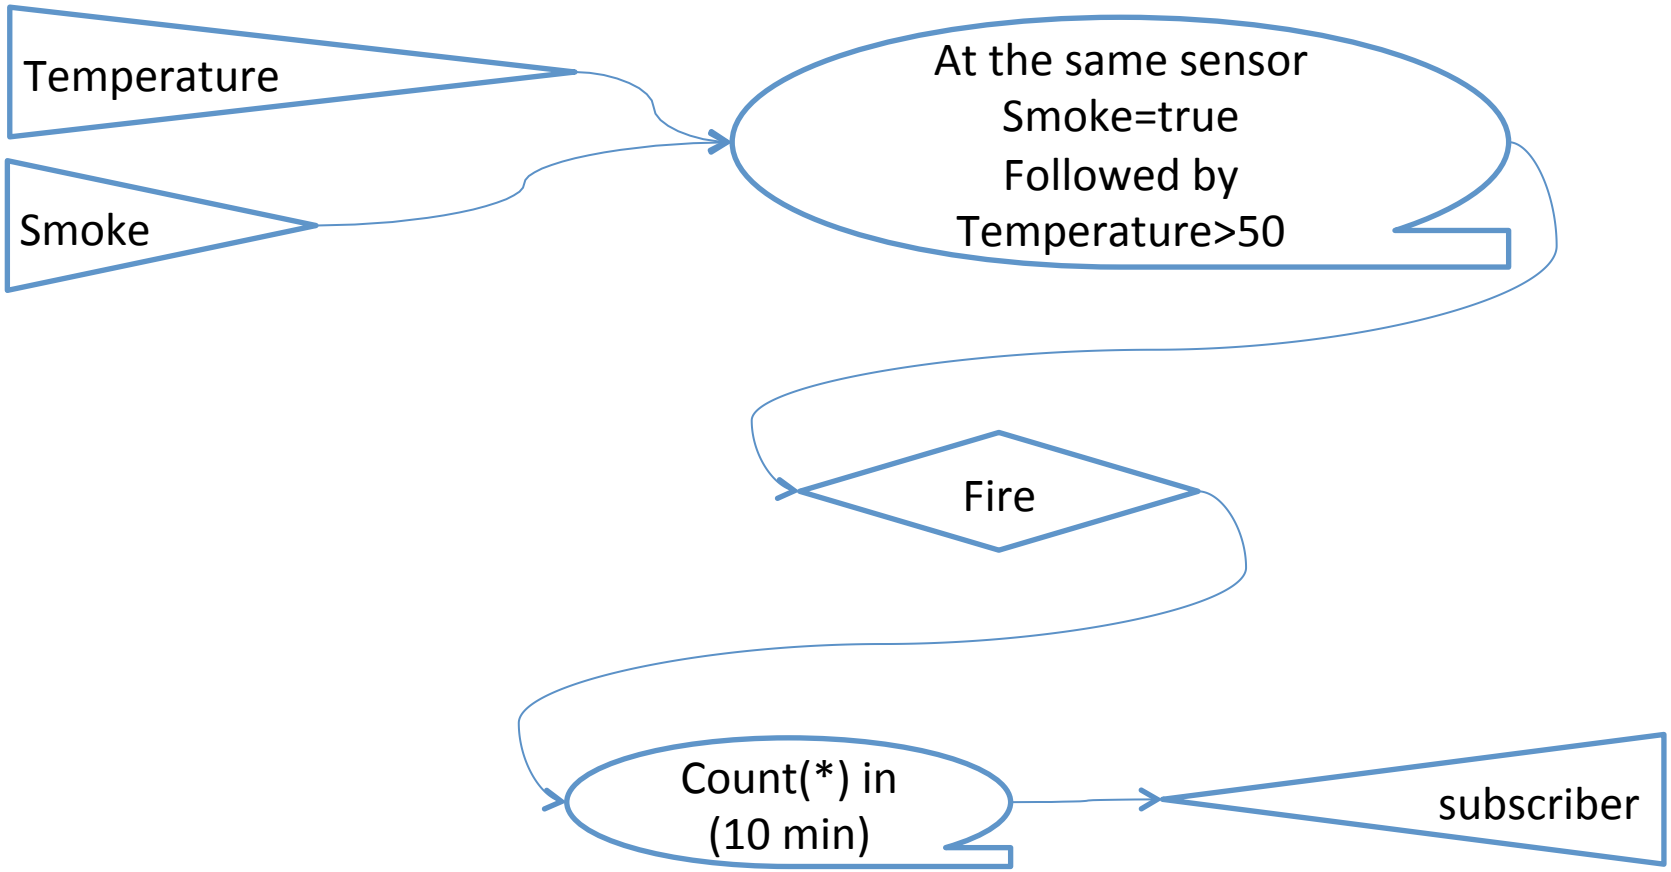 Temperature
Smoke
At the same sensor
Smoke=true
Followed by
Temperature>50
Fire
Count(*) in
(10 min)
subscriber